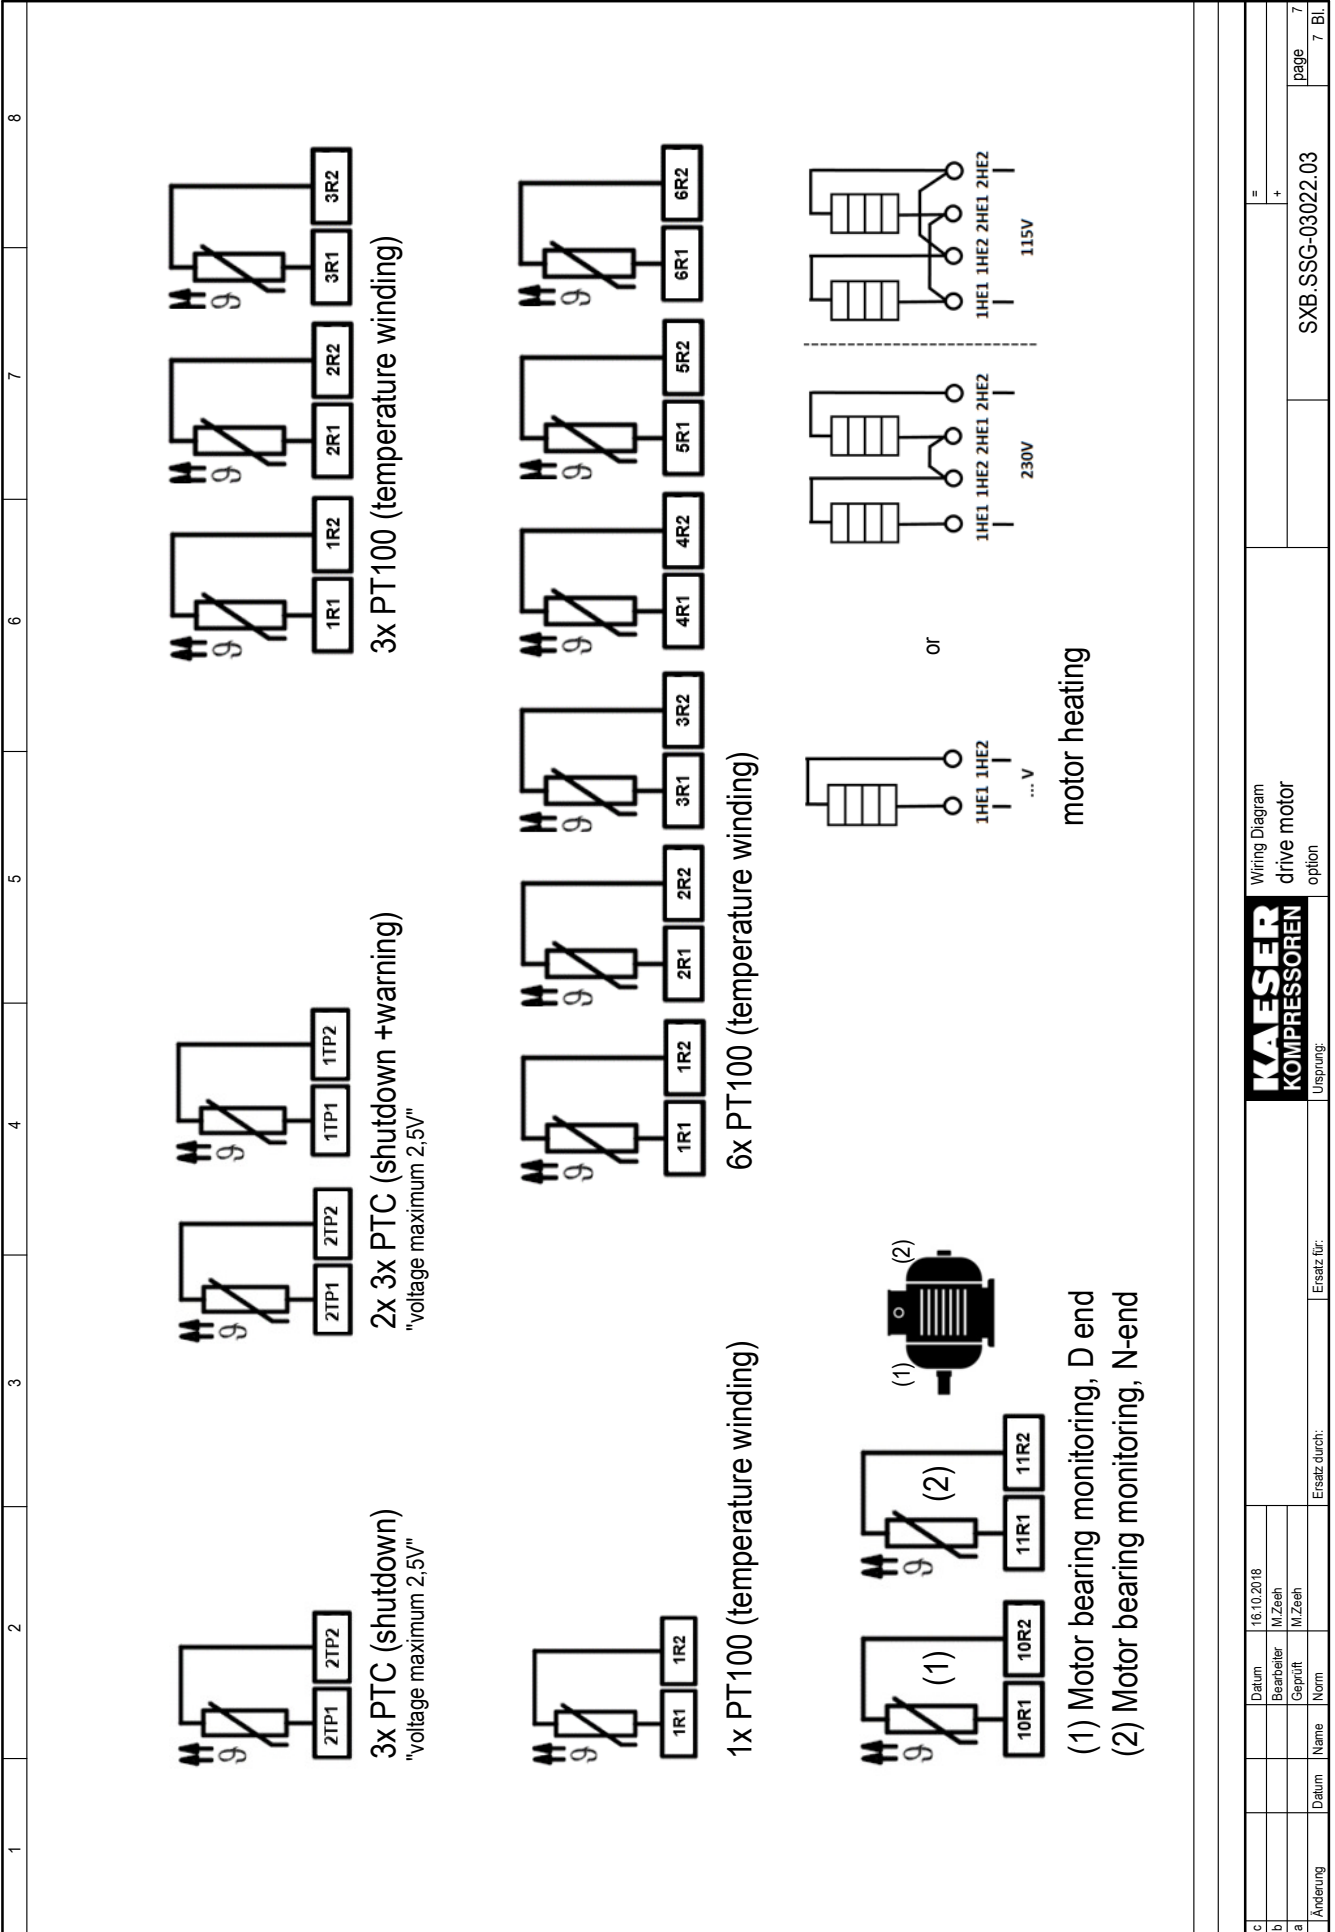 1 2 3 4 5 6 7 8
ϑ ϑ ϑ ϑ ϑ ϑ
2TP1 2TP2
2TP1 2TP2 1TP1 1TP2
1R1 1R2 2R1 2R2 3R1 3R2
3x PTC (shutdown)
"voltage maximum 2,5V"
2x 3x PTC (shutdown +warning)
"voltage maximum 2,5V"
3x PT100 (temperature winding)
ϑ ϑ ϑ ϑ ϑ ϑ ϑ
1R1 1R2
1R1 1R2 2R1 2R2 3R1 3R2 4R1 4R2 5R1 5R2 6R1 6R2
1x PT100 (temperature winding)
6x PT100 (temperature winding)
ϑ (1) ϑ (2)
10R1 10R2 11R1 11R2
(1) (2)
(1) Motor bearing monitoring, D end
(2) Motor bearing monitoring, N-end
1HE1 1HE2
... V
or
1HE1 1HE2 2HE1 2HE2
230V
1HE1 1HE2 2HE1 2HE2
115V
motor heating
c
b
a
Änderung
Datum
Name
Datum 16.10.2018
Bearbeiter M.Zeeh
Geprüft M.Zeeh
Norm
Ersatz durch:
Ersatz für:
Ursprung:
KAESER
KOMPRESSOREN
Wiring Diagram
drive motor
option
=
+
SXB.SSG-03022.03
page 7
7 Bl.